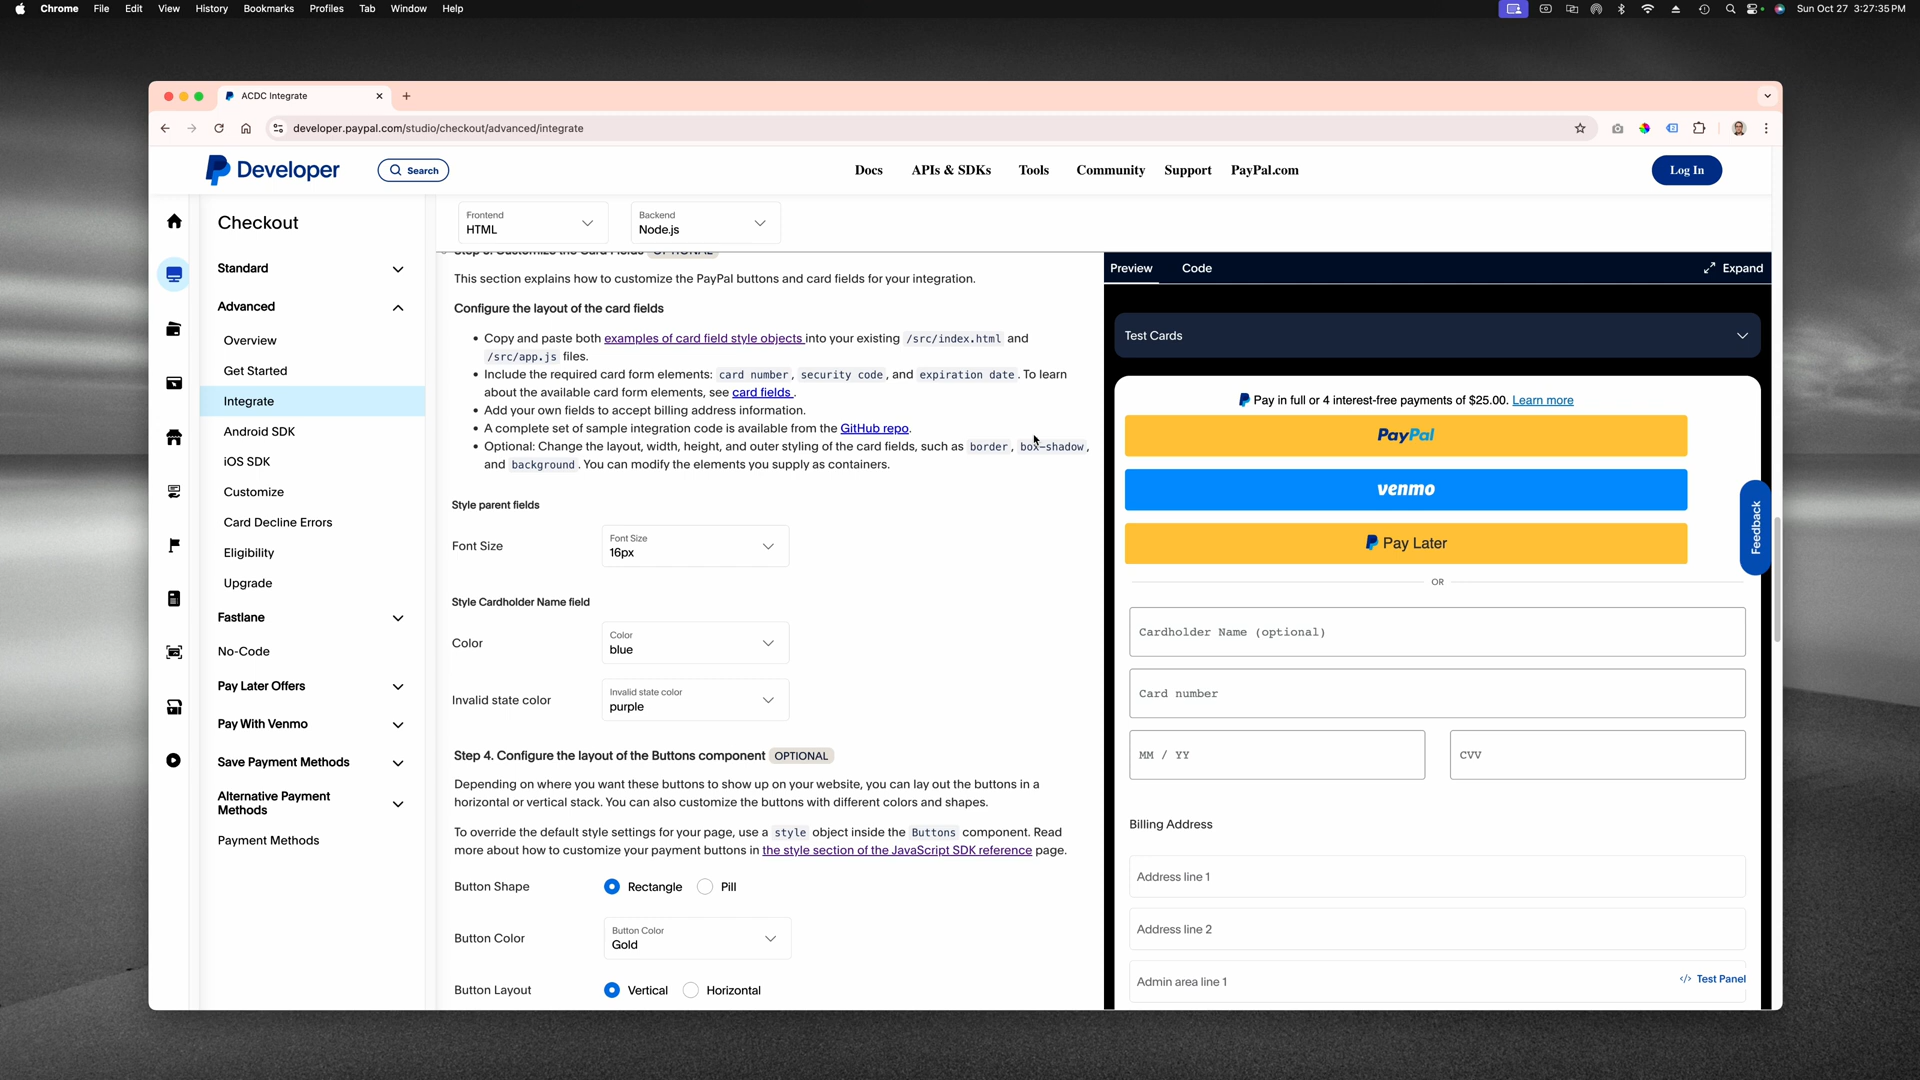 Chrome File Edit View History Bookmarks Profiles Tab Window Help
Sun Oct 27 3:27:35 PM
ACDC Integrate
developer.paypal.com/studio/checkout/advanced/integrate
Developer
Search
Docs APIs & SDKs Tools Community Support PayPal.com
Log In
Checkout
Standard
Advanced
Overview
Get Started
Integrate
Android SDK
iOS SDK
Customize
Card Decline Errors
Eligibility
Upgrade
Fastlane
No-Code
Pay Later Offers
Pay With Venmo
Save Payment Methods
Alternative Payment
Methods
Payment Methods
Frontend
HTML
Backend
Node.js
This section explains how to customize the PayPal buttons and card fields for your integration.
Configure the layout of the card fields
• Copy and paste both examples of card field style objects into your existing /src/index.html and
/src/app.js files.
• Include the required card form elements: card number, security code, and expiration date. To learn
about the available card form elements, see card fields.
• Add your own fields to accept billing address information.
• A complete set of sample integration code is available from the GitHub repo.
• Optional: Change the layout, width, height, and outer styling of the card fields, such as border, box-shadow,
and background. You can modify the elements you supply as containers.
Style parent fields
Font Size
Font Size
16px
Style Cardholder Name field
Color
Color
blue
Invalid state color
Invalid state color
purple
Step 4. Configure the layout of the Buttons component OPTIONAL
Depending on where you want these buttons to show up on your website, you can lay out the buttons in a
horizontal or vertical stack. You can also customize the buttons with different colors and shapes.
To override the default style settings for your page, use a style object inside the Buttons component. Read
more about how to customize your payment buttons in the style section of the JavaScript SDK reference page.
Button Shape
Rectangle Pill
Button Color
Button Color
Gold
Button Layout
Vertical Horizontal
Preview Code
Expand
Test Cards
Pay in full or 4 interest-free payments of $25.00. Learn more
PayPal
venmo
Pay Later
OR
Cardholder Name (optional)
Card number
MM / YY
CVV
Billing Address
Address line 1
Address line 2
Admin area line 1
</> Test Panel
Feedback